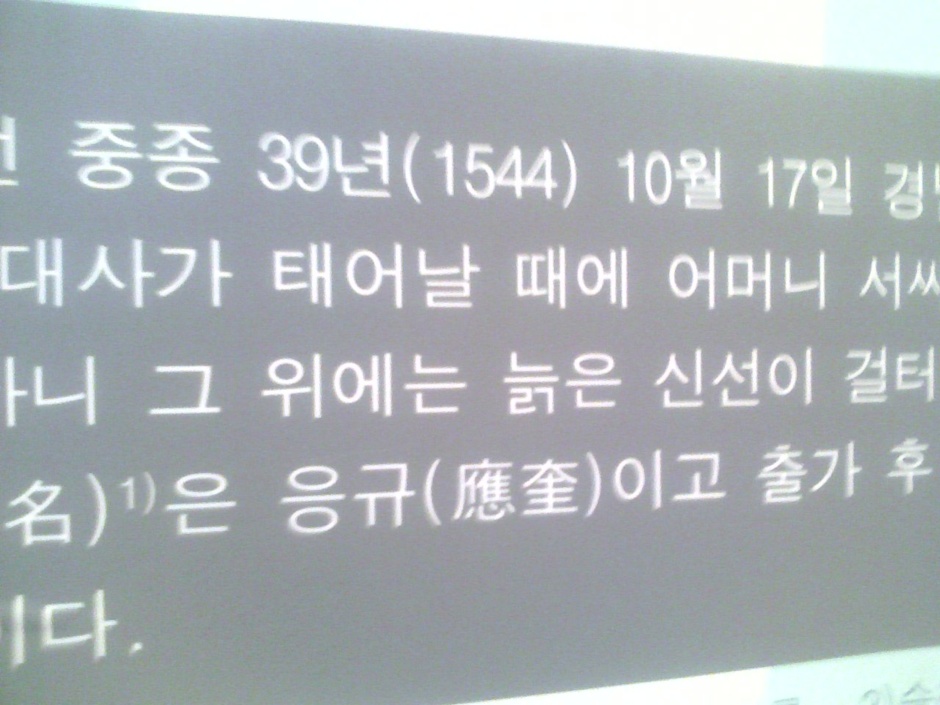 중종 39년(1544) 10월 17일
대사가 태어날 때에 어머니
그 위에는 늙은 신선이
名)1)은 응규(應奎)이고 출가 후
이다.